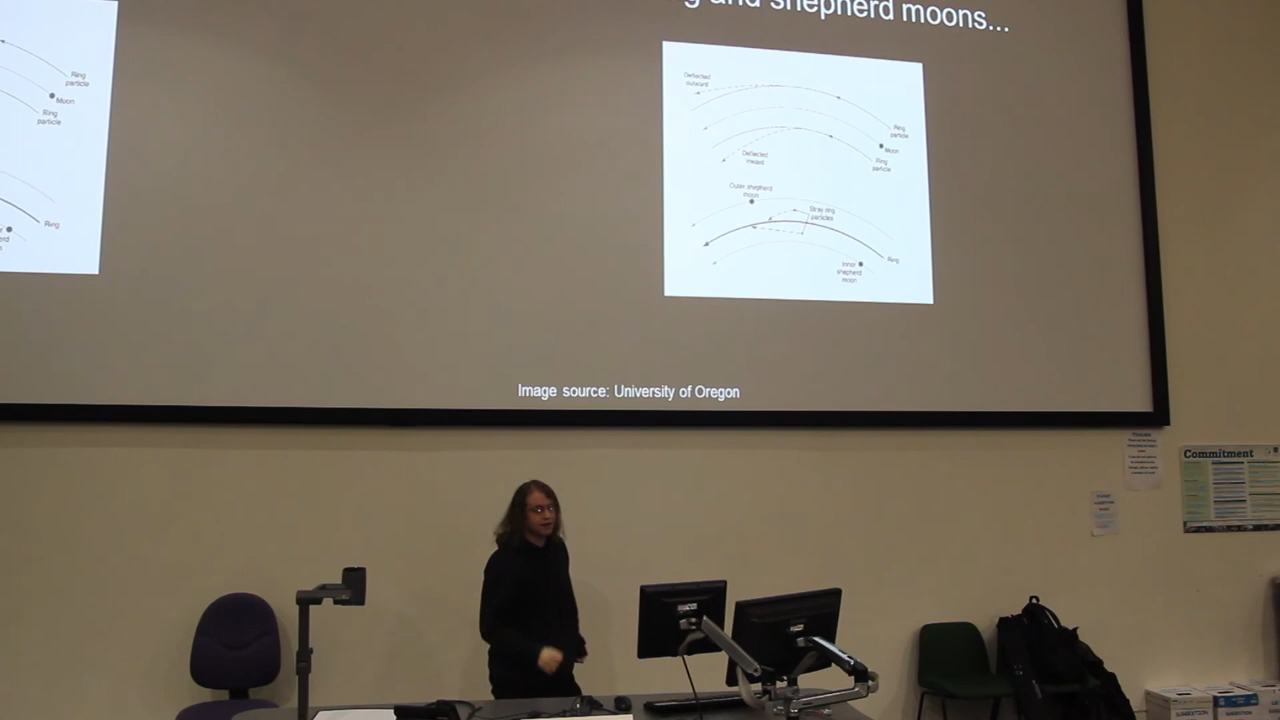 g and shepherd moons...
Ring
particle
Moon
Ring
particle
Ring
Deflected
outward
Ring
particle
Moon
Ring
particle
Deflected
inward
Outer shepherd
moon
Stray ring
particles
Ring
Inner
shepherd
moon
Image source: University of Oregon
Commitment